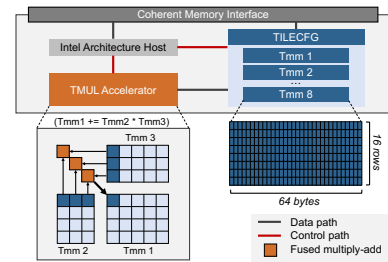 Coherent Memory Interface
Intel Architecture Host
TILECFG
Tmm 1
Tmm 2
...
Tmm 8
TMUL Accelerator
(Tmm1 += Tmm2 * Tmm3)
Tmm 3
Tmm 2
Tmm 1
16 rows
64 bytes
Data path
Control path
Fused multiply-add